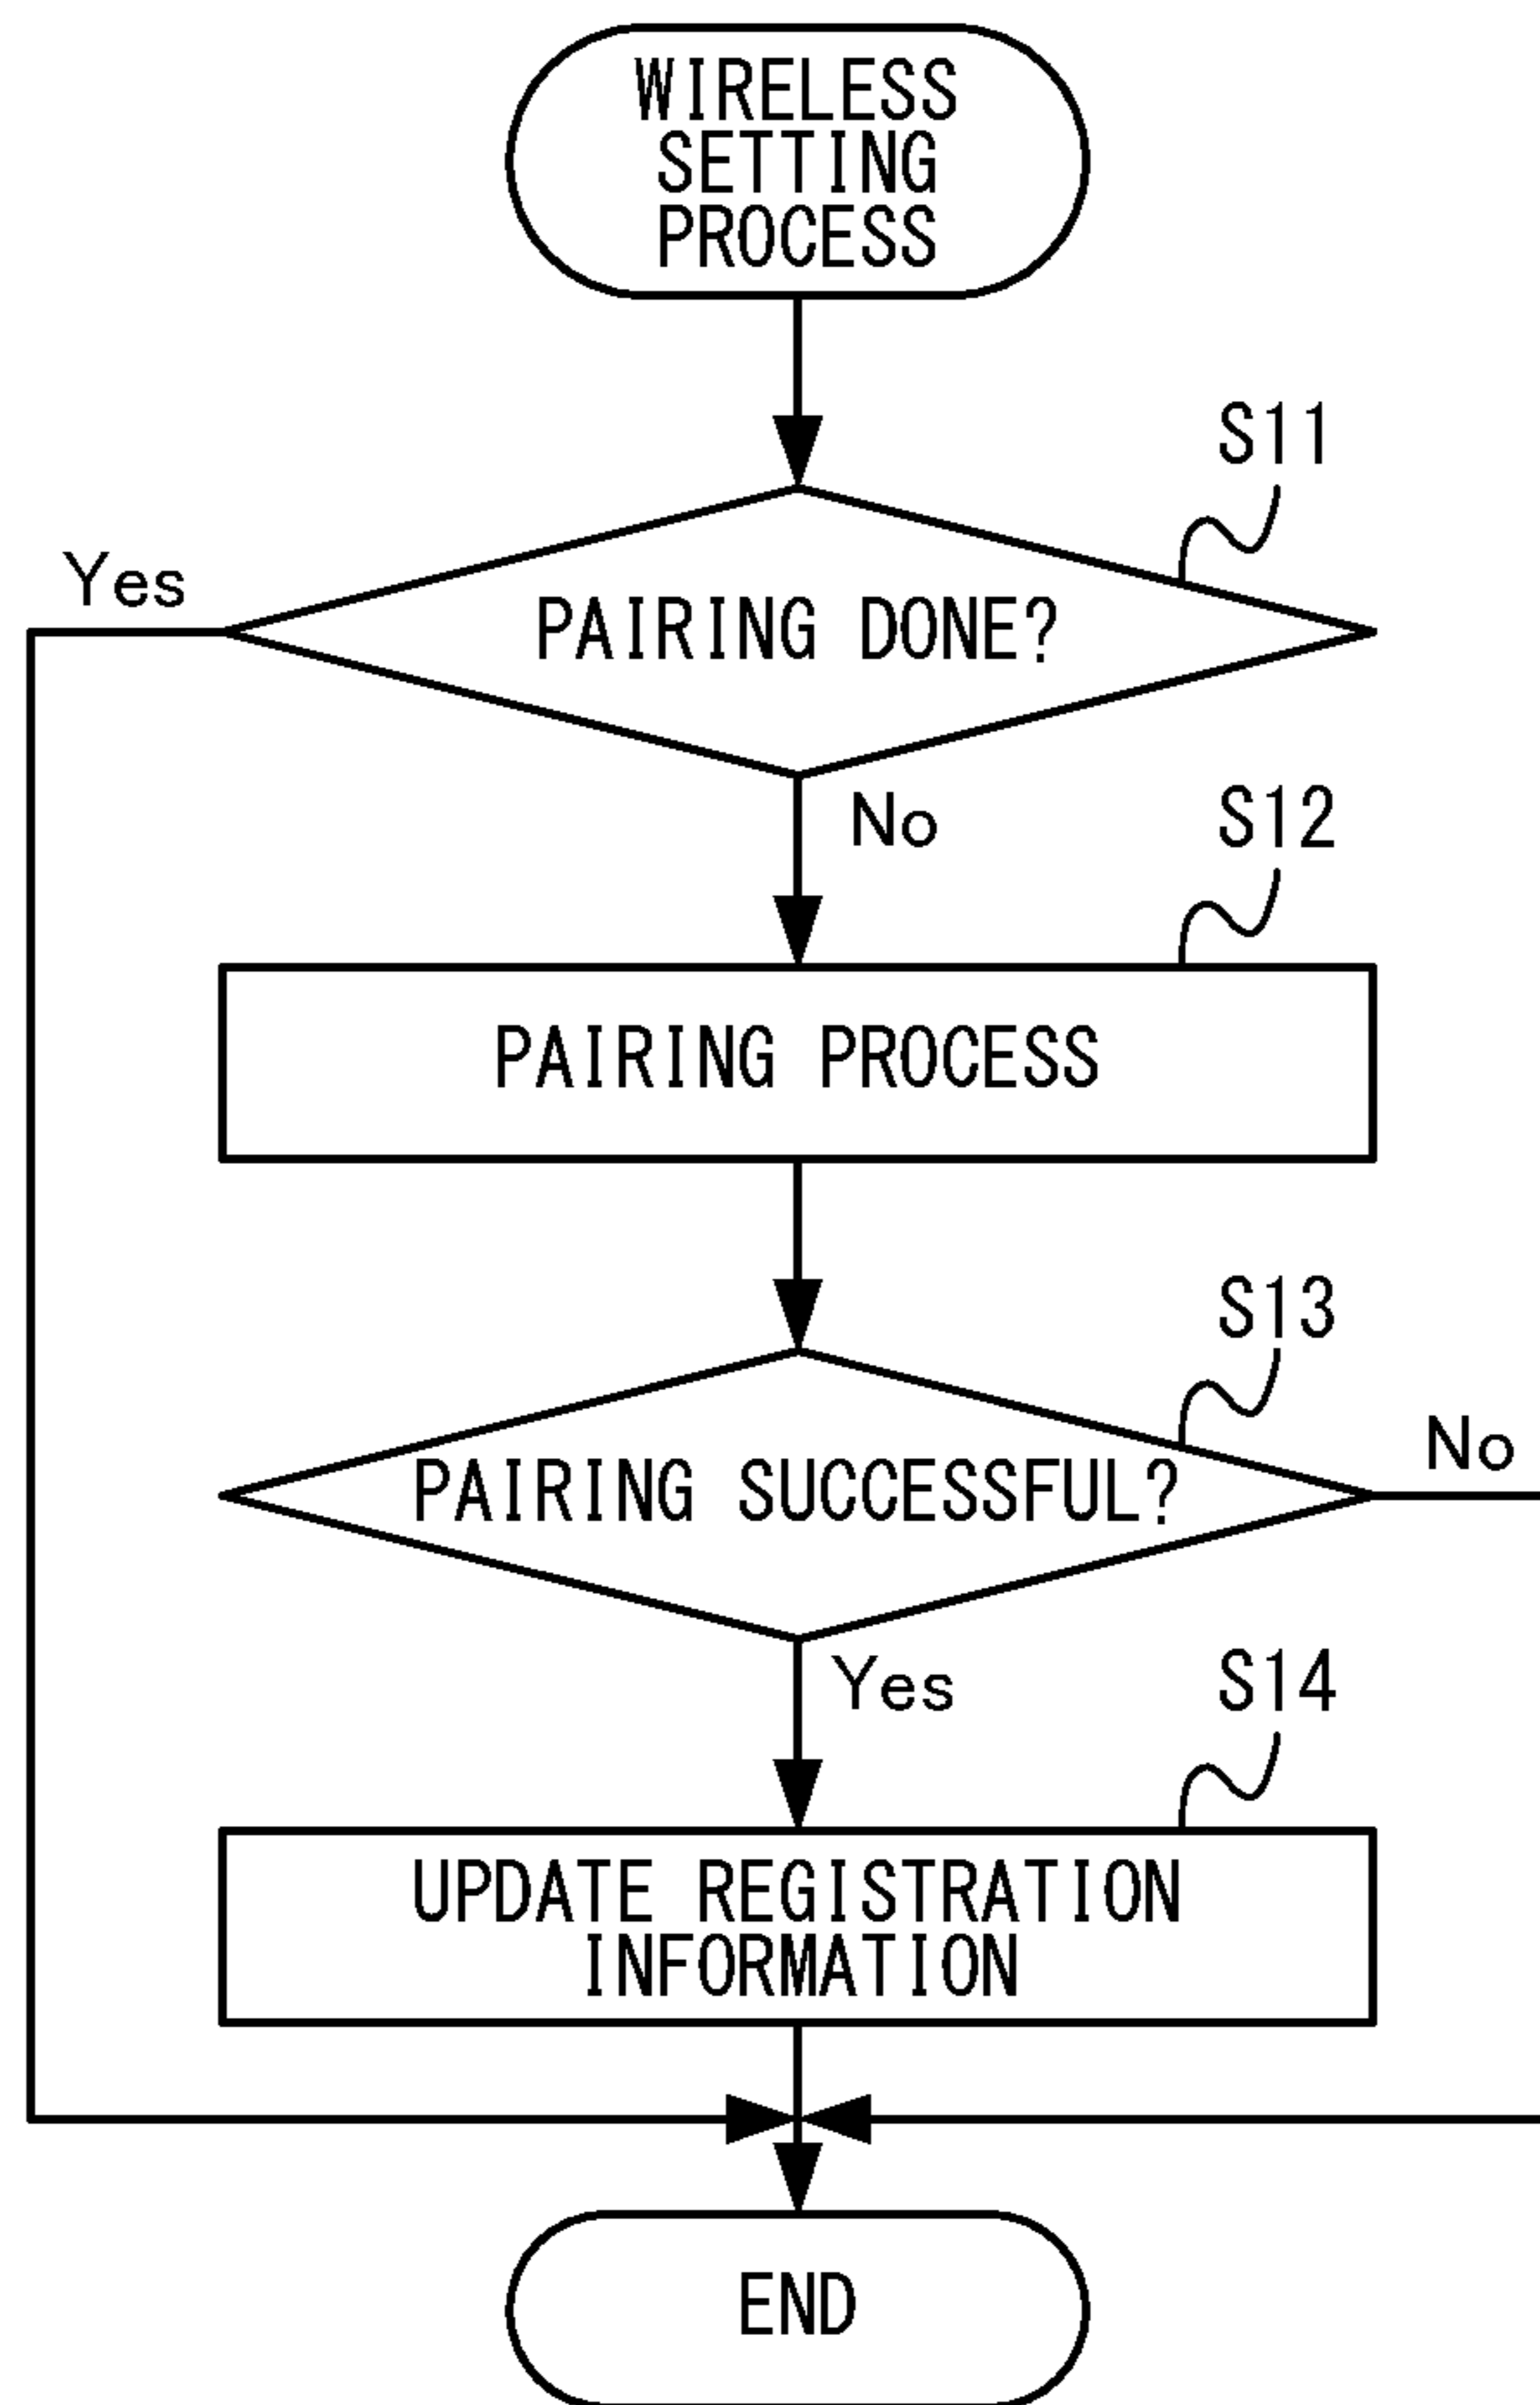 WIRELESS
SETTING
PROCESS
S11
Yes
PAIRING DONE?
No
S12
PAIRING PROCESS
S13
No
PAIRING SUCCESSFUL?
Yes
S14
UPDATE REGISTRATION
INFORMATION
END